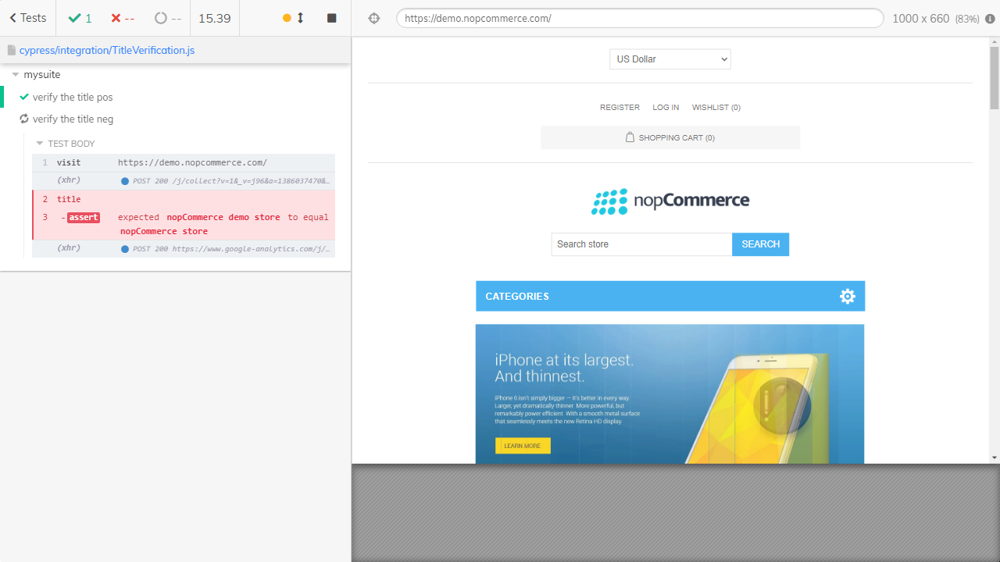 Tests
1
--
--
15.39
https://demo.nopcommerce.com/
1000 x 660 (83%)
cypress/integration/TitleVerification.js
mysuite
verify the title pos
verify the title neg
TEST BODY
1 visit https://demo.nopcommerce.com/
(xhr) POST 200 /j/collect?v=1&_v=j96&a=1386037470&…
2 title
3 -assert expected nopCommerce demo store to equal
nopCommerce store
(xhr) POST 200 https://www.google-analytics.com/j/…
US Dollar
REGISTER LOG IN WISHLIST (0)
SHOPPING CART (0)
nopCommerce
Search store SEARCH
CATEGORIES
iPhone at its largest.
And thinnest.
iPhone 6 isn't simply bigger – it's better in every way.
Larger, yet dramatically thinner. More powerful, but
remarkably power efficient. With a smooth metal surface
that seamlessly meets the new Retina HD display.
LEARN MORE